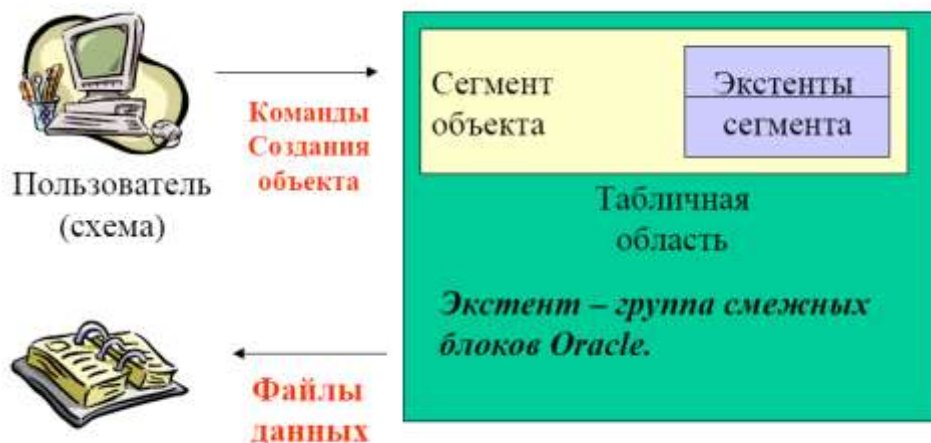 Пользователь
(схема)
Команды
Создания
объекта
Сегмент
объекта
Экстенты
сегмента
Табличная
область
Экстент – группа смежных
блоков Oracle.
Файлы
данных